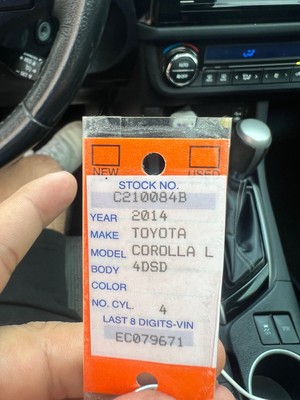 NEW USED
STOCK NO.
C210084B
YEAR 2014
MAKE TOYOTA
MODEL COROLLA L
BODY 4DSD
COLOR
NO. CYL. 4
LAST 8 DIGITS-VIN
EC079671